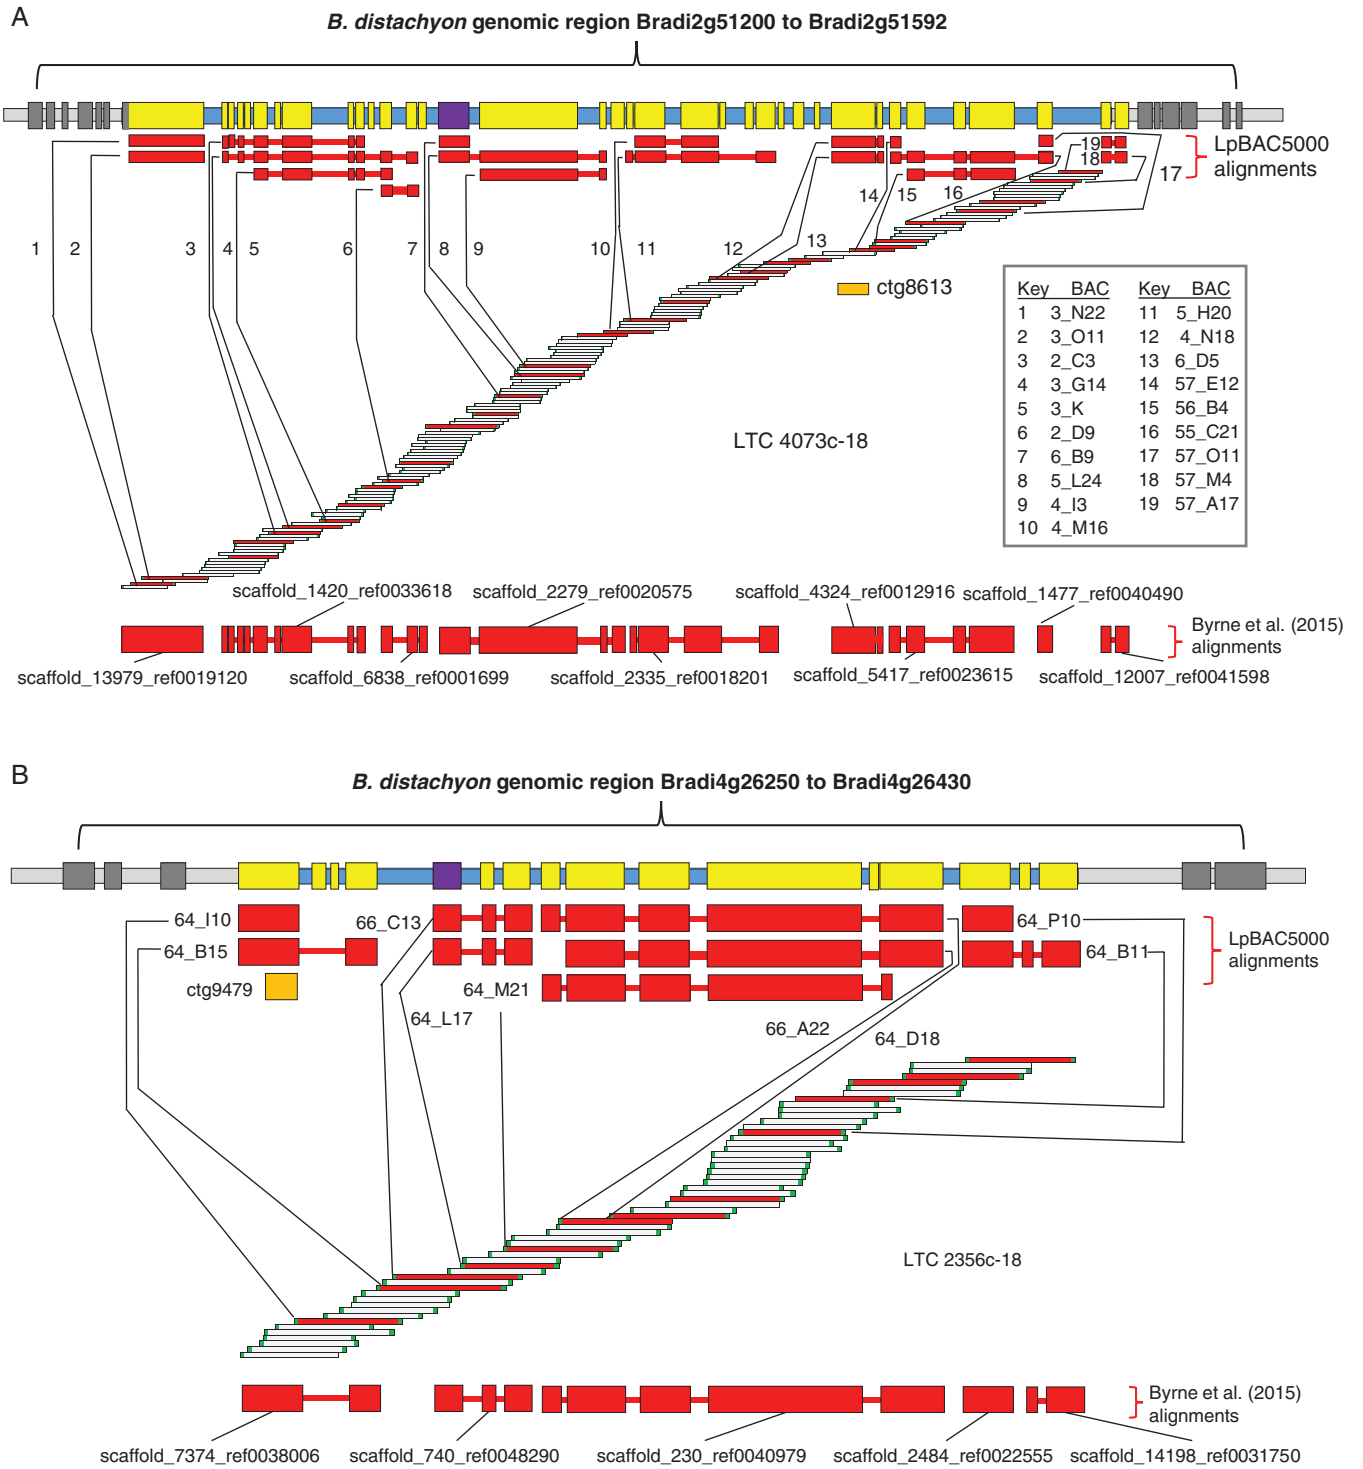 A
B. distachyon genomic region Bradi2g51200 to Bradi2g51592
LpBAC5000
alignments
19
18
17
1
2
3
4
5
6
7
8
9
10
11
12
13
14
15
16
ctg8613
Key BAC Key BAC
1 3_N22 11 5_H20
2 3_O11 12 4_N18
3 2_C3 13 6_D5
4 3_G14 14 57_E12
5 3_K 15 56_B4
6 2_D9 16 55_C21
7 6_B9 17 57_O11
8 5_L24 18 57_M4
9 4_I3 19 57_A17
10 4_M16
LTC 4073c-18
scaffold_1420_ref0033618
scaffold_2279_ref0020575
scaffold_4324_ref0012916
scaffold_1477_ref0040490
Byrne et al. (2015)
alignments
scaffold_13979_ref0019120
scaffold_6838_ref0001699
scaffold_2335_ref0018201
scaffold_5417_ref0023615
scaffold_12007_ref0041598
B
B. distachyon genomic region Bradi4g26250 to Bradi4g26430
64_I10
66_C13
64_P10
64_B15
64_B11
LpBAC5000
alignments
ctg9479
64_M21
64_L17
66_A22
64_D18
LTC 2356c-18
Byrne et al. (2015)
alignments
scaffold_7374_ref0038006
scaffold_740_ref0048290
scaffold_230_ref0040979
scaffold_2484_ref0022555
scaffold_14198_ref0031750